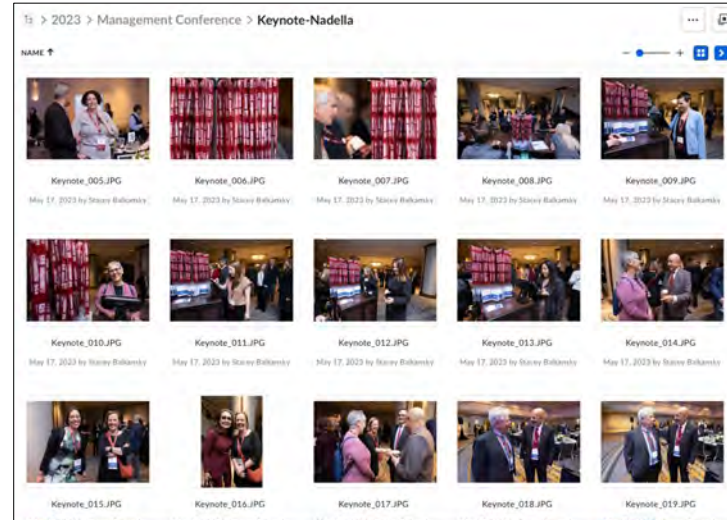 > 2023 > Management Conference > Keynote-Nadella
NAME ↑
− +
Keynote_005.JPG Keynote_006.JPG Keynote_007.JPG Keynote_008.JPG Keynote_009.JPG
May 17, 2023 by Stacey Balkansky May 17, 2023 by Stacey Balkansky May 17, 2023 by Stacey Balkansky May 17, 2023 by Stacey Balkansky May 17, 2023 by Stacey Balkansky
Keynote_010.JPG Keynote_011.JPG Keynote_012.JPG Keynote_013.JPG Keynote_014.JPG
May 17, 2023 by Stacey Balkansky May 17, 2023 by Stacey Balkansky May 17, 2023 by Stacey Balkansky May 17, 2023 by Stacey Balkansky May 17, 2023 by Stacey Balkansky
Keynote_015.JPG Keynote_016.JPG Keynote_017.JPG Keynote_018.JPG Keynote_019.JPG